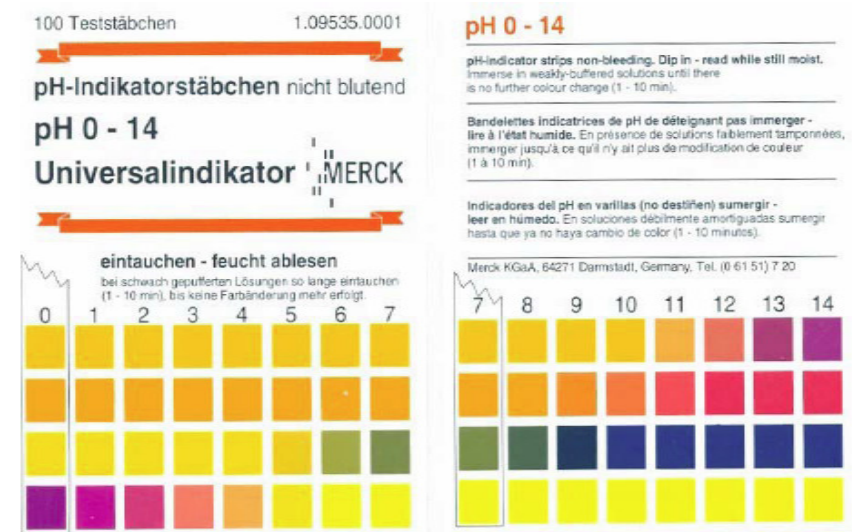 100 Teststäbchen 1.09535.0001
pH-Indikatorstäbchen nicht blutend
pH 0 - 14
Universalindikator MERCK
eintauchen - feucht ablesen
bei schwach gepufferten Lösungen so lange eintauchen
(1 - 10 min), bis keine Farbänderung mehr erfolgt.
0 1 2 3 4 5 6 7
pH 0 - 14
pH-indicator strips non-bleeding. Dip in - read while still moist.
Immerse in weakly-buffered solutions until there
is no further colour change (1 - 10 min).
Bandelettes indicatrices de pH de déteignant pas immerger -
lire à l'état humide. En présence de solutions faiblement tamponnées,
immerger jusqu'à ce qu'il n'y ait plus de modification de couleur
(1 à 10 min).
Indicadores del pH en varillas (no destiñen) sumergir -
leer en húmedo. En soluciones débilmente amortiguadas sumergir
hasta que ya no haya cambio de color (1 - 10 minutos).
Merck KGaA, 64271 Darmstadt, Germany, Tel. (0 61 51) 7 20
7 8 9 10 11 12 13 14